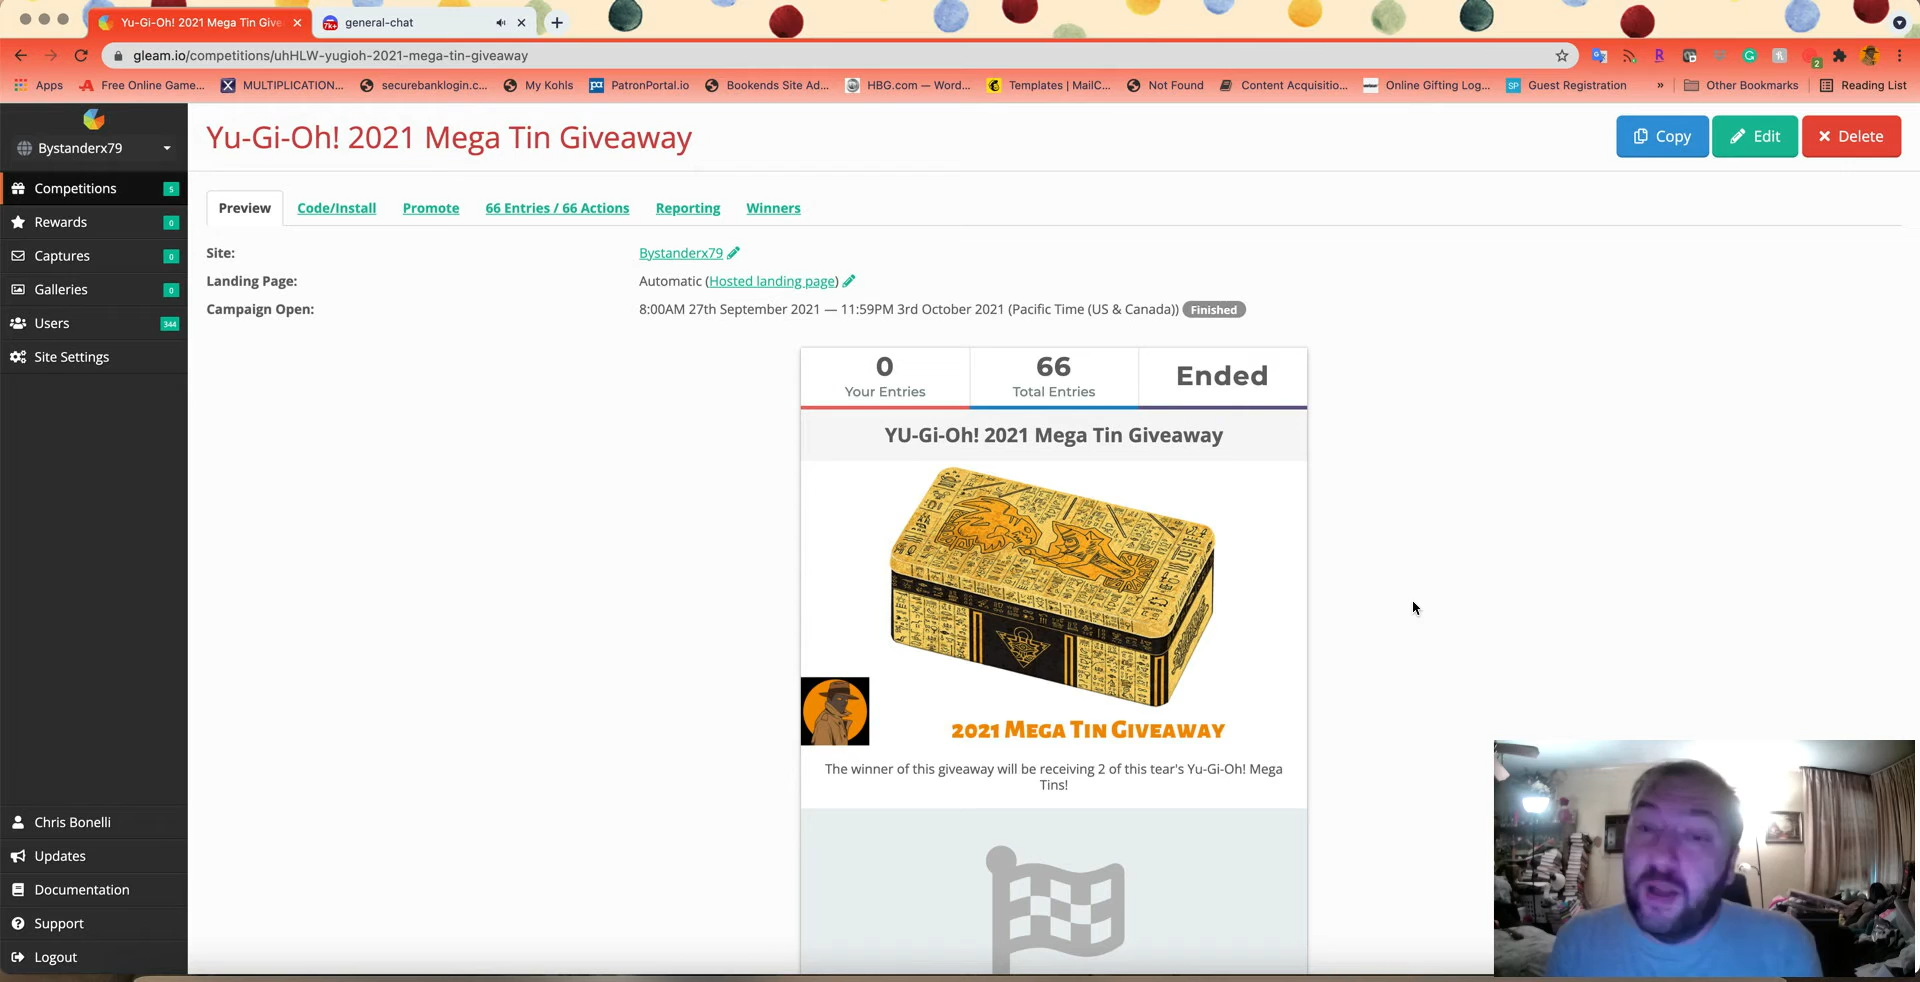 Yu-Gi-Oh! 2021 Mega Tin Give
general-chat
gleam.io/competitions/uhHLW-yugioh-2021-mega-tin-giveaway
Apps
Free Online Game...
MULTIPLICATION...
securebanklogin.c...
My Kohls
PatronPortal.io
Bookends Site Ad...
HBG.com — Word...
Templates | MailC...
Not Found
Content Acquisitio...
Online Gifting Log...
Guest Registration
»
Other Bookmarks
Reading List
Bystanderx79
Competitions 5
Rewards 0
Captures 0
Galleries 0
Users 344
Site Settings
Chris Bonelli
Updates
Documentation
Support
Logout
Yu-Gi-Oh! 2021 Mega Tin Giveaway
Copy
Edit
Delete
Preview
Code/Install
Promote
66 Entries / 66 Actions
Reporting
Winners
Site: Bystanderx79
Landing Page: Automatic (Hosted landing page)
Campaign Open: 8:00AM 27th September 2021 — 11:59PM 3rd October 2021 (Pacific Time (US & Canada)) Finished
0
Your Entries
66
Total Entries
Ended
YU-Gi-Oh! 2021 Mega Tin Giveaway
2021 Mega Tin Giveaway
The winner of this giveaway will be receiving 2 of this tear's Yu-Gi-Oh! Mega
Tins!